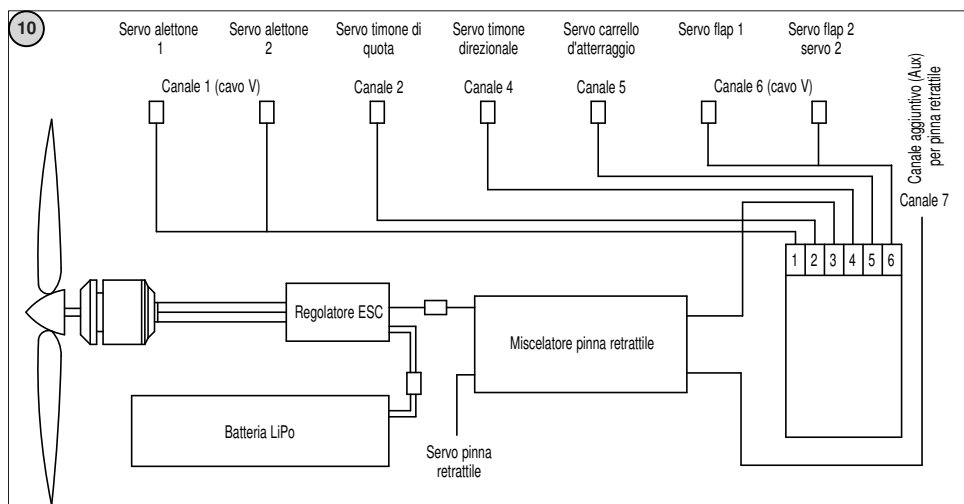 10
Servo alettone
1
Servo alettone
2
Servo timone di
quota
Servo timone
direzionale
Servo carrello
d'atterraggio
Servo flap 1
Servo flap 2
servo 2
Canale 1 (cavo V)
Canale 2
Canale 4
Canale 5
Canale 6 (cavo V)
Canale aggiuntivo (Aux)
per pinna retrattile
Canale 7
1 2 3 4 5 6
Regolatore ESC
Miscelatore pinna retrattile
Batteria LiPo
Servo pinna
retrattile